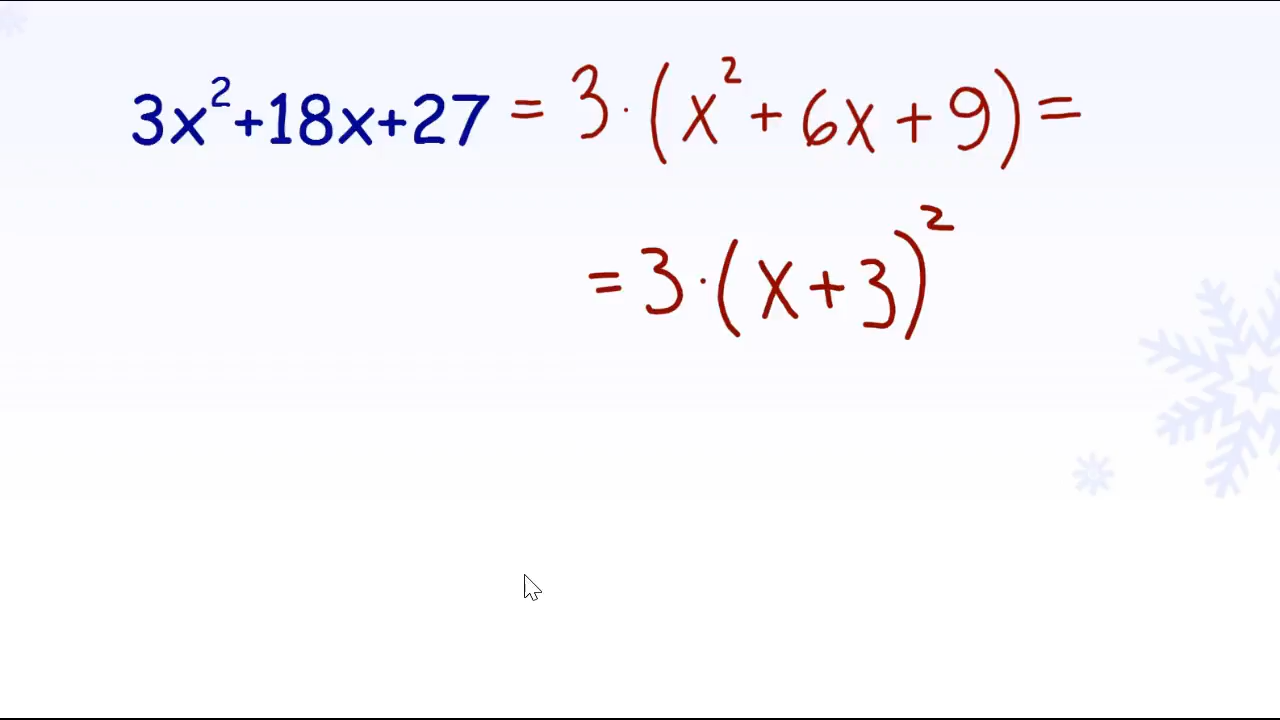 3x²+18x+27 = 3·(x² + 6x + 9) =
= 3·(x + 3)²